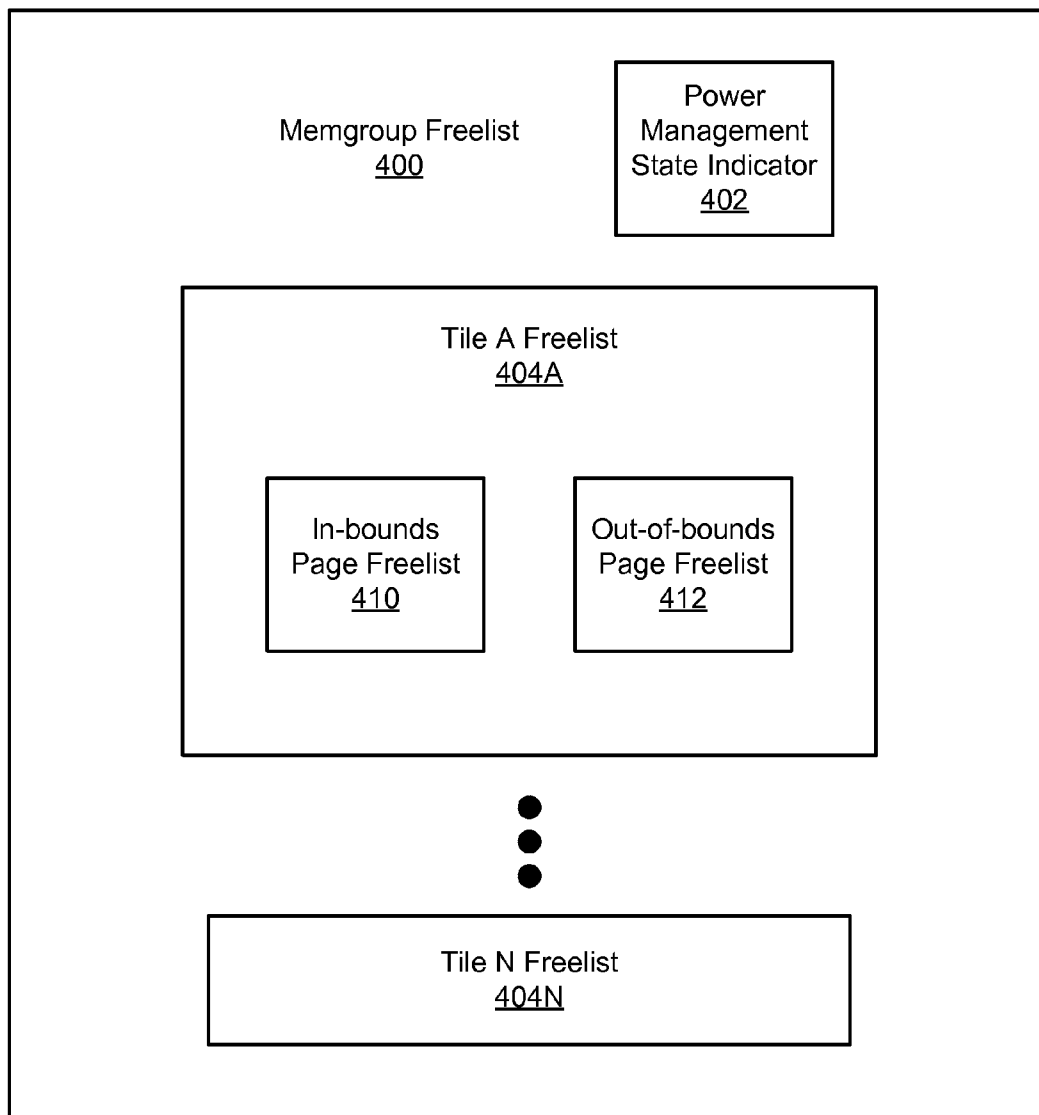 Memgroup Freelist
400
Power
Management
State Indicator
402
Tile A Freelist
404A
In-bounds
Page Freelist
410
Out-of-bounds
Page Freelist
412
Tile N Freelist
404N